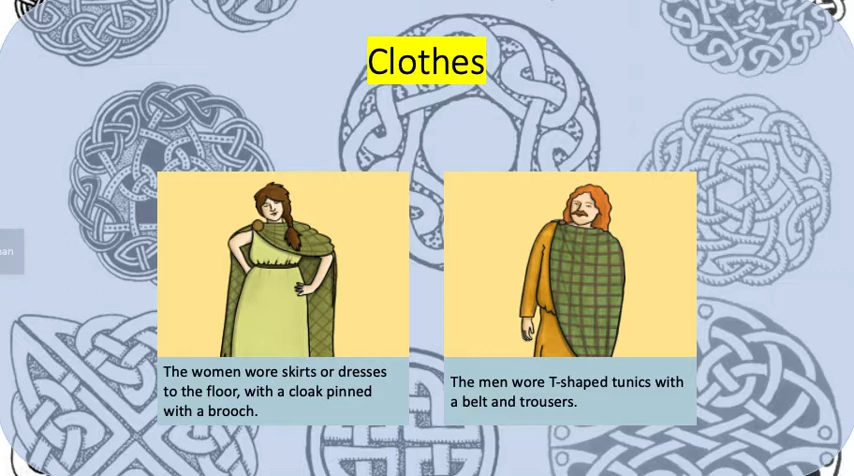 Clothes
The women wore skirts or dresses
to the floor, with a cloak pinned
with a brooch.
The men wore T-shaped tunics with
a belt and trousers.